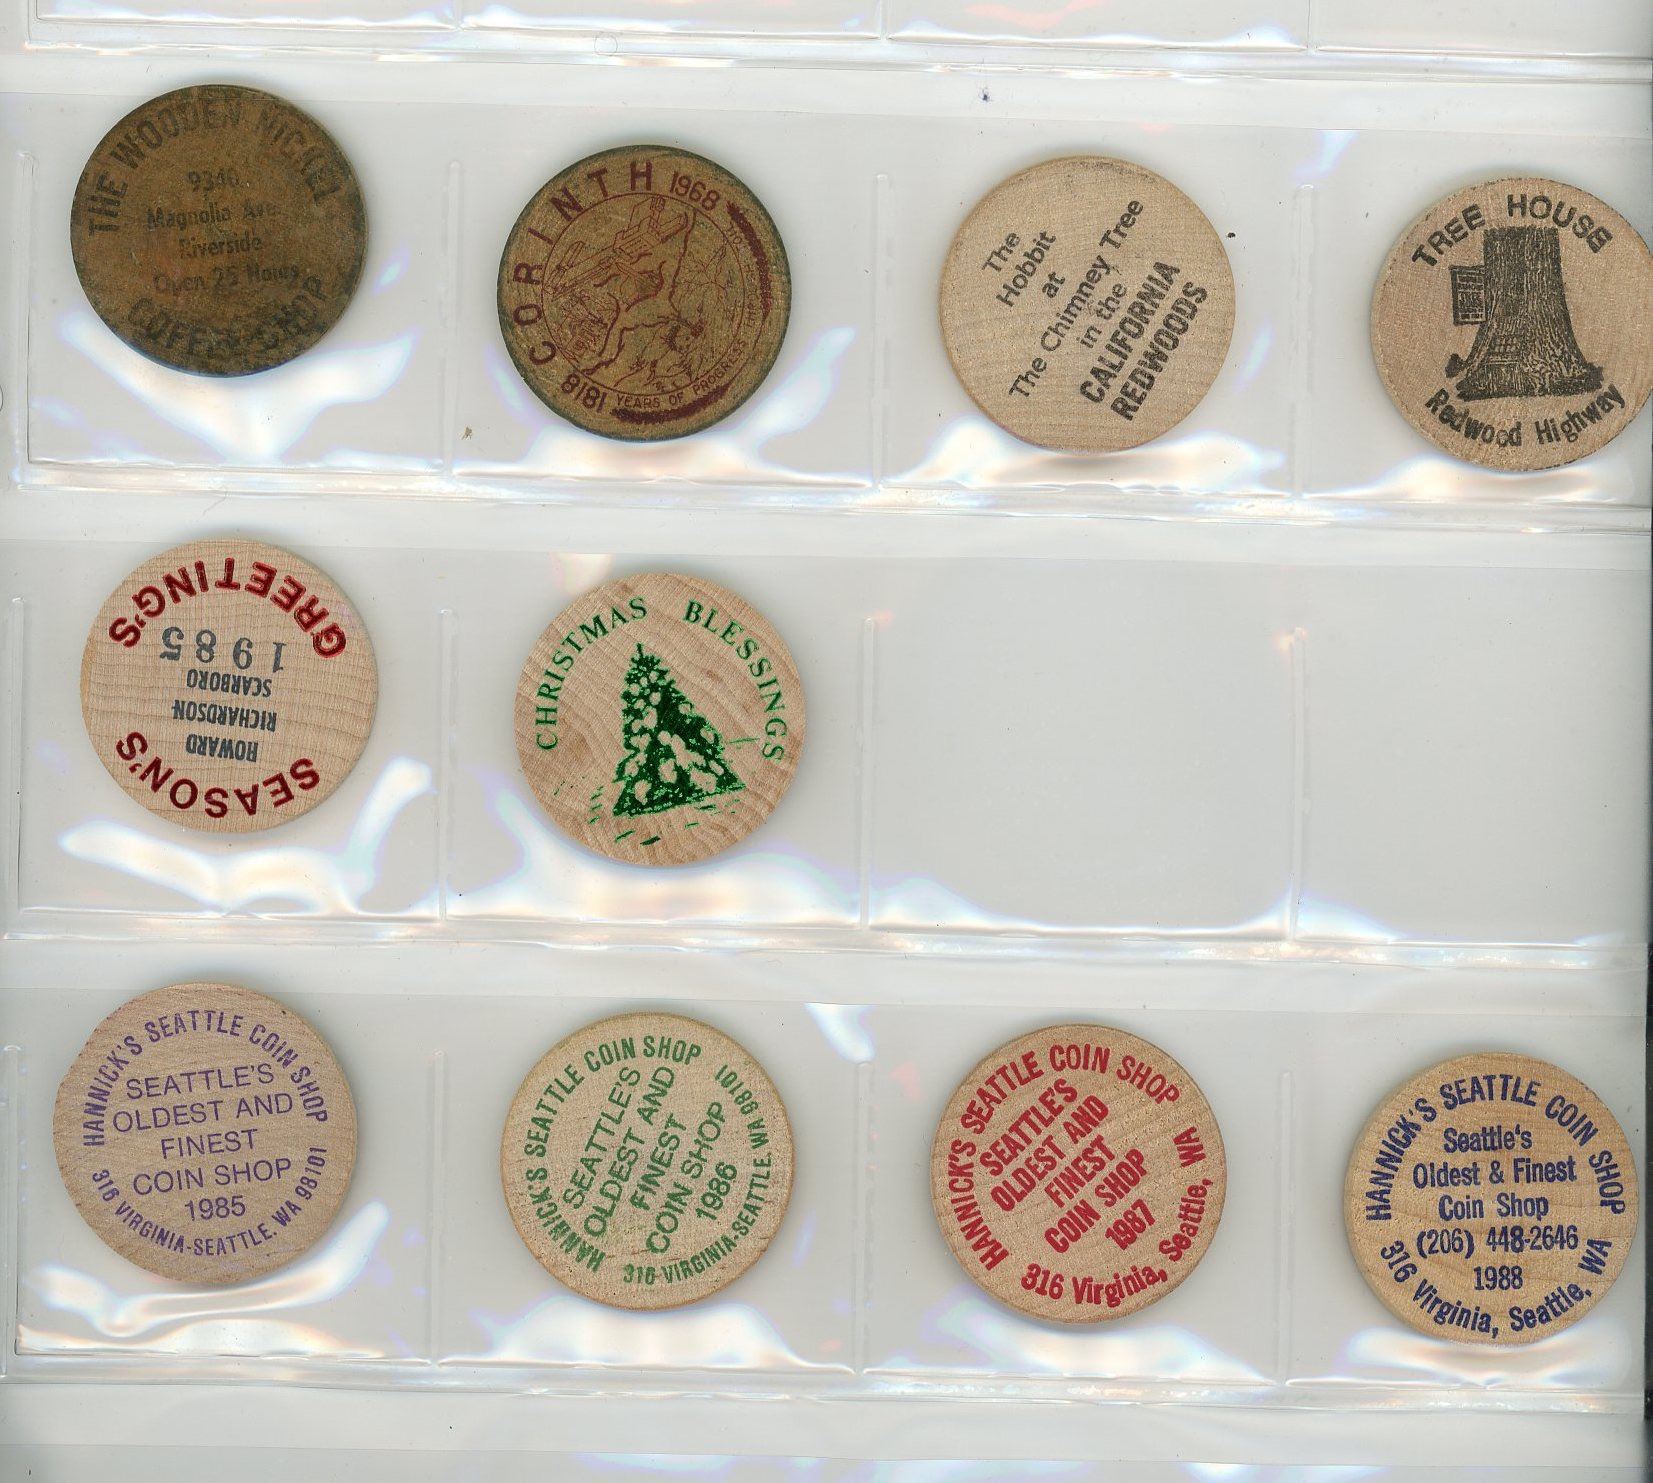 THE WOODEN NICKEL
9346
Magnolia Ave
Riverside
Open 25 Hours
COFFEE SHOP
CORINTH 1968
1818 YEARS OF PROGRESS
The
Hobbit
at
The Chimney Tree
in the
CALIFORNIA
REDWOODS
TREE HOUSE
Redwood Highway
SEASON'S
HOWARD
RICHARDSON
SCARBORO
1985
GREETING'S
CHRISTMAS BLESSINGS
HANNICK'S SEATTLE COIN SHOP
SEATTLE'S
OLDEST AND
FINEST
COIN SHOP
1985
316 VIRGINIA-SEATTLE. WA 98101
HANNICK'S SEATTLE COIN SHOP
SEATTLE'S
OLDEST AND
FINEST
COIN SHOP
1986
316 VIRGINIA-SEATTLE. WA 98101
HANNICK'S SEATTLE COIN SHOP
SEATTLE'S
OLDEST AND
FINEST
COIN SHOP
1987
316 Virginia, Seattle, WA
HANNICK'S SEATTLE COIN SHOP
Seattle's
Oldest & Finest
Coin Shop
(206) 448-2646
1988
316 Virginia, Seattle, WA